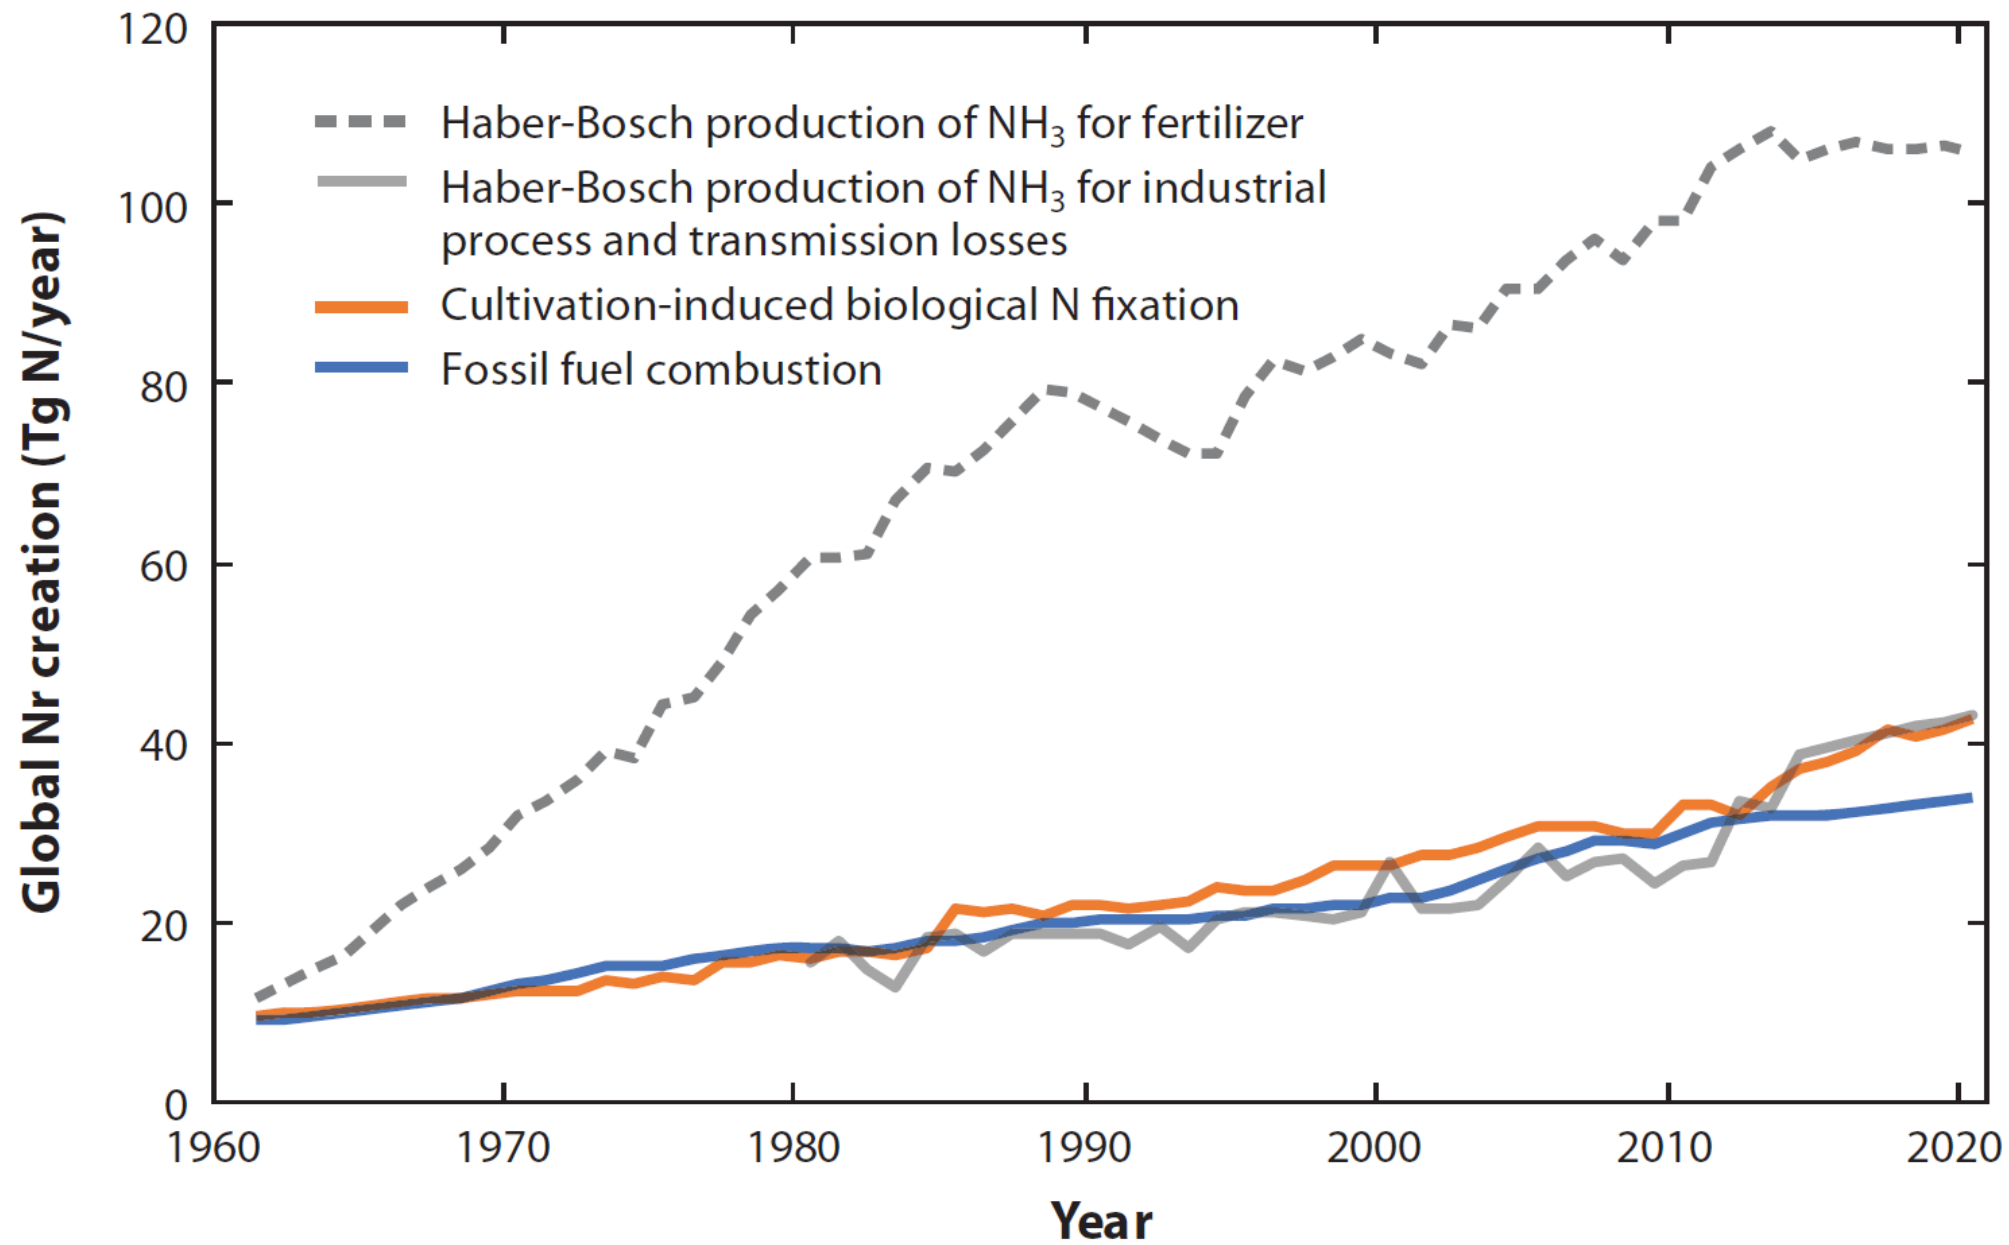 Global Nr creation (Tg N/year)
120
100
80
60
40
20
0
Haber-Bosch production of NH₃ for fertilizer
Haber-Bosch production of NH₃ for industrial
process and transmission losses
Cultivation-induced biological N fixation
Fossil fuel combustion
1960 1970 1980 1990 2000 2010 2020
Year